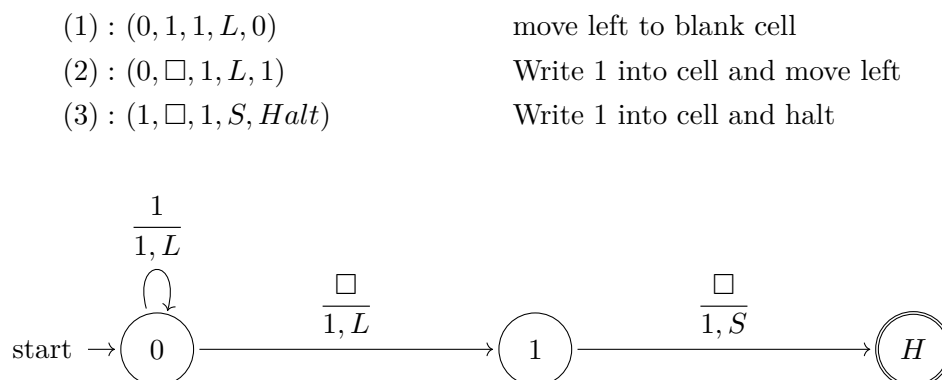 (1) : (0, 1, 1, L, 0) move left to blank cell
(2) : (0, □, 1, L, 1) Write 1 into cell and move left
(3) : (1, □, 1, S, Halt) Write 1 into cell and halt
1
1, L
□
1, L
□
1, S
start 0 1 H